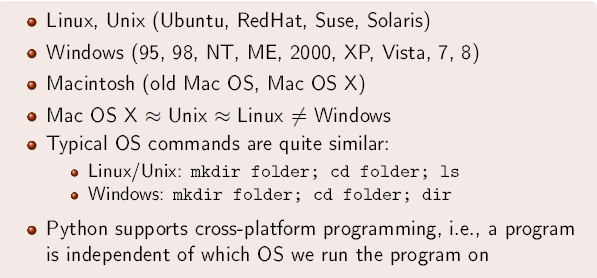 Linux, Unix (Ubuntu, RedHat, Suse, Solaris)
Windows (95, 98, NT, ME, 2000, XP, Vista, 7, 8)
Macintosh (old Mac OS, Mac OS X)
Mac OS X ≈ Unix ≈ Linux ≠ Windows
Typical OS commands are quite similar:
Linux/Unix: mkdir folder; cd folder; ls
Windows: mkdir folder; cd folder; dir
Python supports cross-platform programming, i.e., a program
is independent of which OS we run the program on